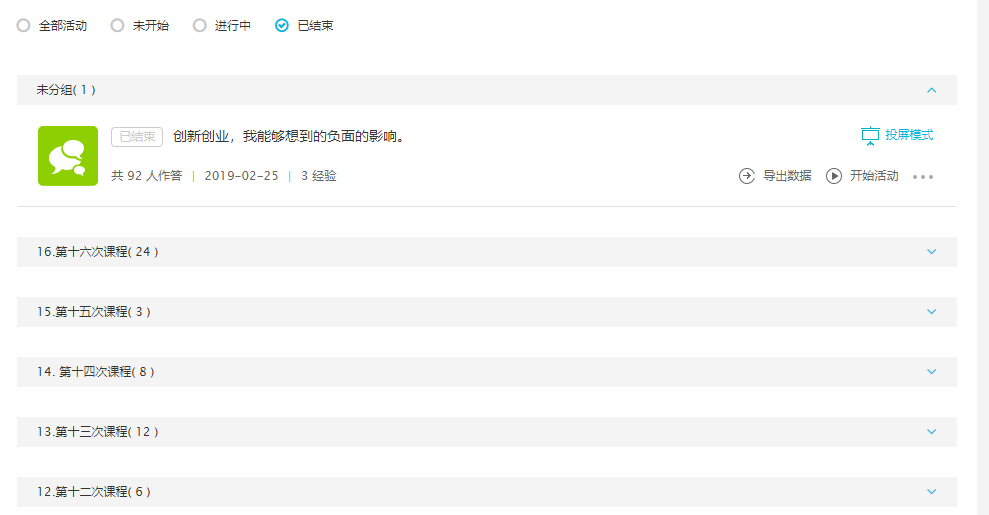 全部活动 未开始 进行中 已结束
未分组( 1 )
已结束 创新创业，我能够想到的负面的影响。 投屏模式
共 92 人作答 | 2019-02-25 | 3 经验 导出数据 开始活动
16.第十六次课程( 24 )
15.第十五次课程( 3 )
14. 第十四次课程( 8 )
13.第十三次课程( 12 )
12.第十二次课程( 6 )